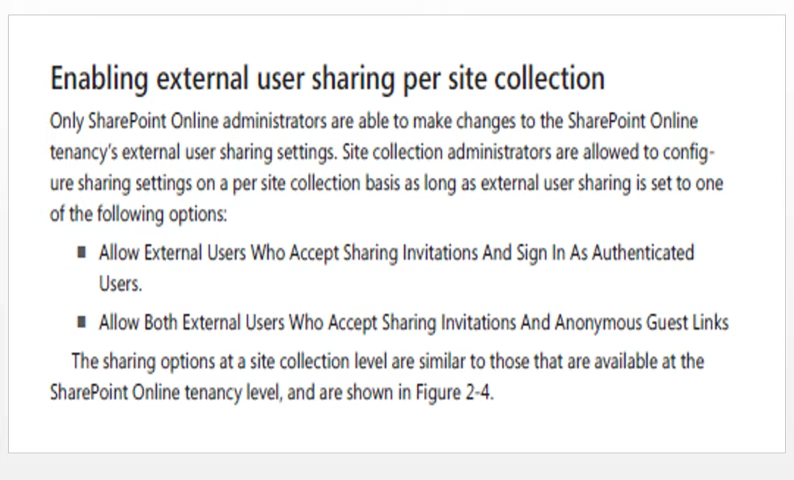 Enabling external user sharing per site collection
Only SharePoint Online administrators are able to make changes to the SharePoint Online
tenancy's external user sharing settings. Site collection administrators are allowed to config-
ure sharing settings on a per site collection basis as long as external user sharing is set to one
of the following options:
■ Allow External Users Who Accept Sharing Invitations And Sign In As Authenticated
Users.
■ Allow Both External Users Who Accept Sharing Invitations And Anonymous Guest Links
The sharing options at a site collection level are similar to those that are available at the
SharePoint Online tenancy level, and are shown in Figure 2-4.